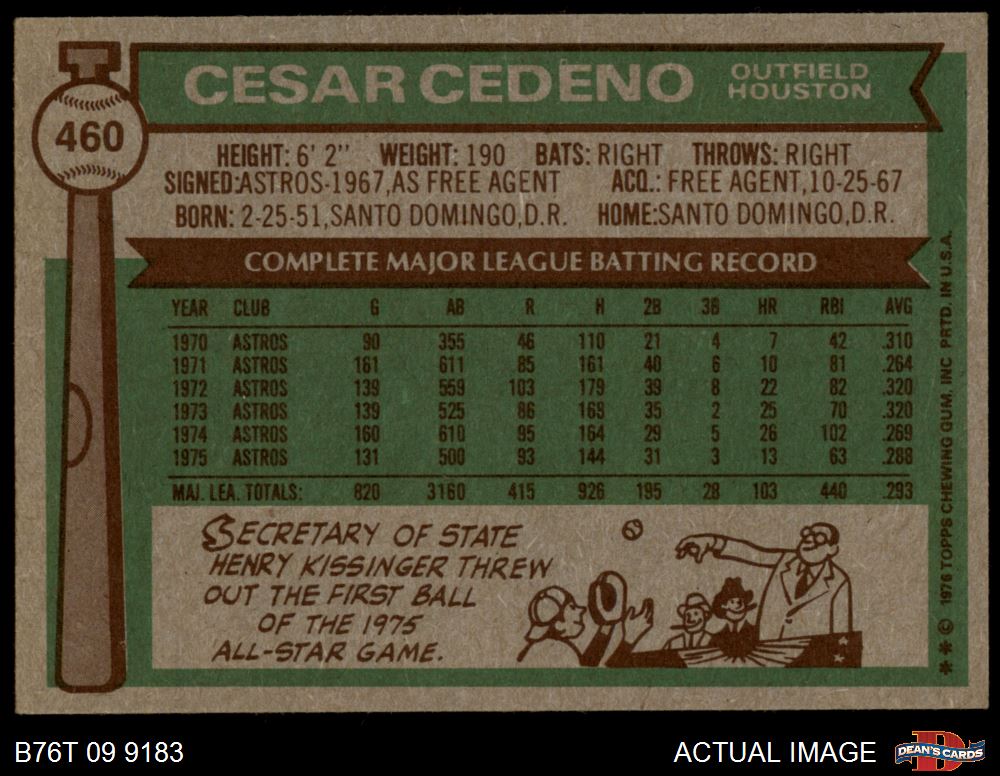 CESAR CEDENO
OUTFIELD
HOUSTON
460
HEIGHT: 6' 2" WEIGHT: 190 BATS: RIGHT THROWS: RIGHT
SIGNED:ASTROS-1967,AS FREE AGENT ACQ.: FREE AGENT,10-25-67
BORN: 2-25-51,SANTO DOMINGO,D.R. HOME:SANTO DOMINGO,D.R.
COMPLETE MAJOR LEAGUE BATTING RECORD
YEAR CLUB G AB R H 2B 3B HR RBI AVG
1970 ASTROS 90 355 46 110 21 4 7 42 .310
1971 ASTROS 161 611 85 161 40 6 10 81 .264
1972 ASTROS 139 559 103 179 39 8 22 82 .320
1973 ASTROS 139 525 86 168 35 2 25 70 .320
1974 ASTROS 160 610 95 164 29 5 26 102 .269
1975 ASTROS 131 500 93 144 31 3 13 63 .288
MAJ. LEA. TOTALS: 820 3160 415 926 195 28 103 440 .293
SECRETARY OF STATE
HENRY KISSINGER THREW
OUT THE FIRST BALL
OF THE 1975
ALL-STAR GAME.
** © 1976 TOPPS CHEWING GUM, INC. PRTD. IN U.S.A.
B76T 09 9183
ACTUAL IMAGE
DEAN'S CARDS